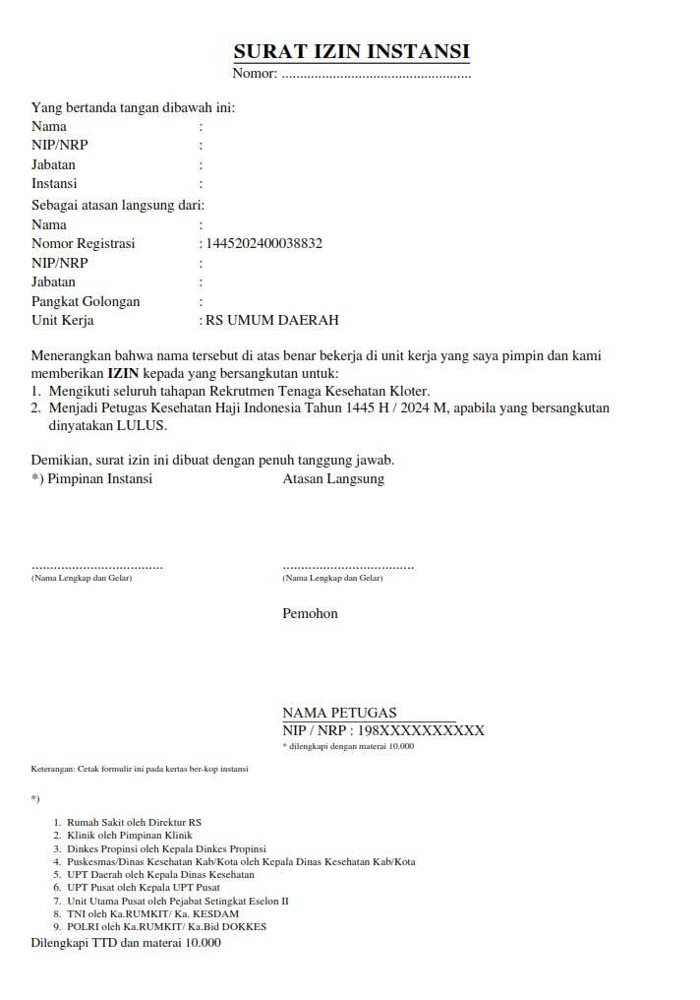 SURAT IZIN INSTANSI
Nomor: ....................................................
Yang bertanda tangan dibawah ini:
Nama :
NIP/NRP :
Jabatan :
Instansi :
Sebagai atasan langsung dari:
Nama :
Nomor Registrasi : 1445202400038832
NIP/NRP :
Jabatan :
Pangkat Golongan :
Unit Kerja : RS UMUM DAERAH
Menerangkan bahwa nama tersebut di atas benar bekerja di unit kerja yang saya pimpin dan kami
memberikan IZIN kepada yang bersangkutan untuk:
1. Mengikuti seluruh tahapan Rekrutmen Tenaga Kesehatan Kloter.
2. Menjadi Petugas Kesehatan Haji Indonesia Tahun 1445 H / 2024 M, apabila yang bersangkutan
dinyatakan LULUS.
Demikian, surat izin ini dibuat dengan penuh tanggung jawab.
*) Pimpinan Instansi Atasan Langsung
.................................... ....................................
(Nama Lengkap dan Gelar) (Nama Lengkap dan Gelar)
Pemohon
NAMA PETUGAS
NIP / NRP : 198XXXXXXXXXX
* dilengkapi dengan materai 10.000
Keterangan: Cetak formulir ini pada kertas ber-kop instansi
*)
1. Rumah Sakit oleh Direktur RS
2. Klinik oleh Pimpinan Klinik
3. Dinkes Propinsi oleh Kepala Dinkes Propinsi
4. Puskesmas/Dinas Kesehatan Kab/Kota oleh Kepala Dinas Kesehatan Kab/Kota
5. UPT Daerah oleh Kepala Dinas Kesehatan
6. UPT Pusat oleh Kepala UPT Pusat
7. Unit Utama Pusat oleh Pejabat Setingkat Eselon II
8. TNI oleh Ka.RUMKIT/ Ka. KESDAM
9. POLRI oleh Ka.RUMKIT/ Ka.Bid DOKKES
Dilengkapi TTD dan materai 10.000